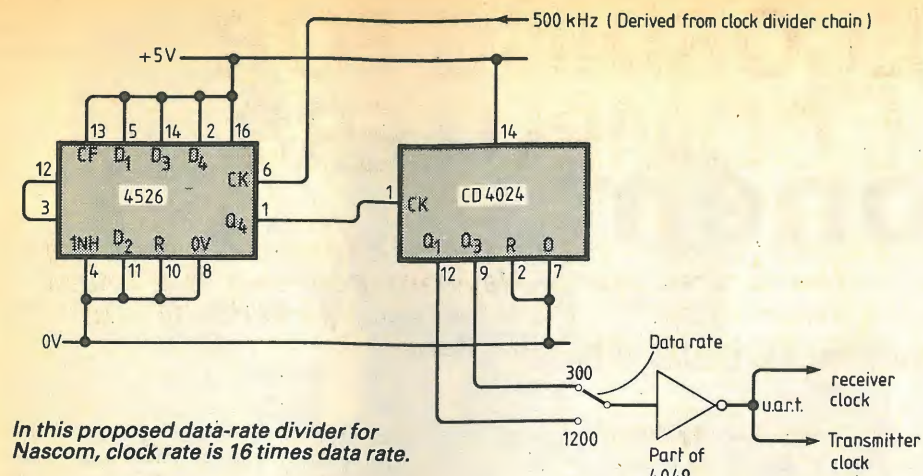 500 kHz ( Derived from clock divider chain )
+5V
14
13 5 14 2 16
CF D1 D3 D4
12
6
CK
4526
1
3
Q4
1NH D2 R 0V
4 11 10 8
1
CK
CD4024
Q1 Q3 R 0
12 9 2 7
0V
Data rate
300
1200
u.a.r.t.
receiver
clock
Transmitter
clock
Part of
4049
In this proposed data-rate divider for
Nascom, clock rate is 16 times data rate.